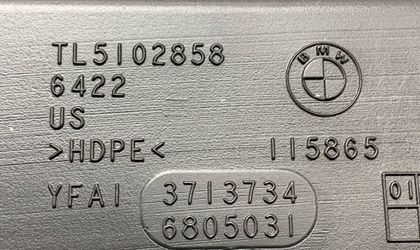 TL5102858
BMW
6422
US
>HDPE< 115865
YFAI 3713734
6805031
01